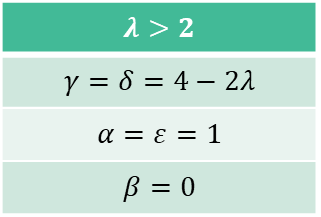 λ > 2
γ = δ = 4 − 2λ
α = ε = 1
β = 0